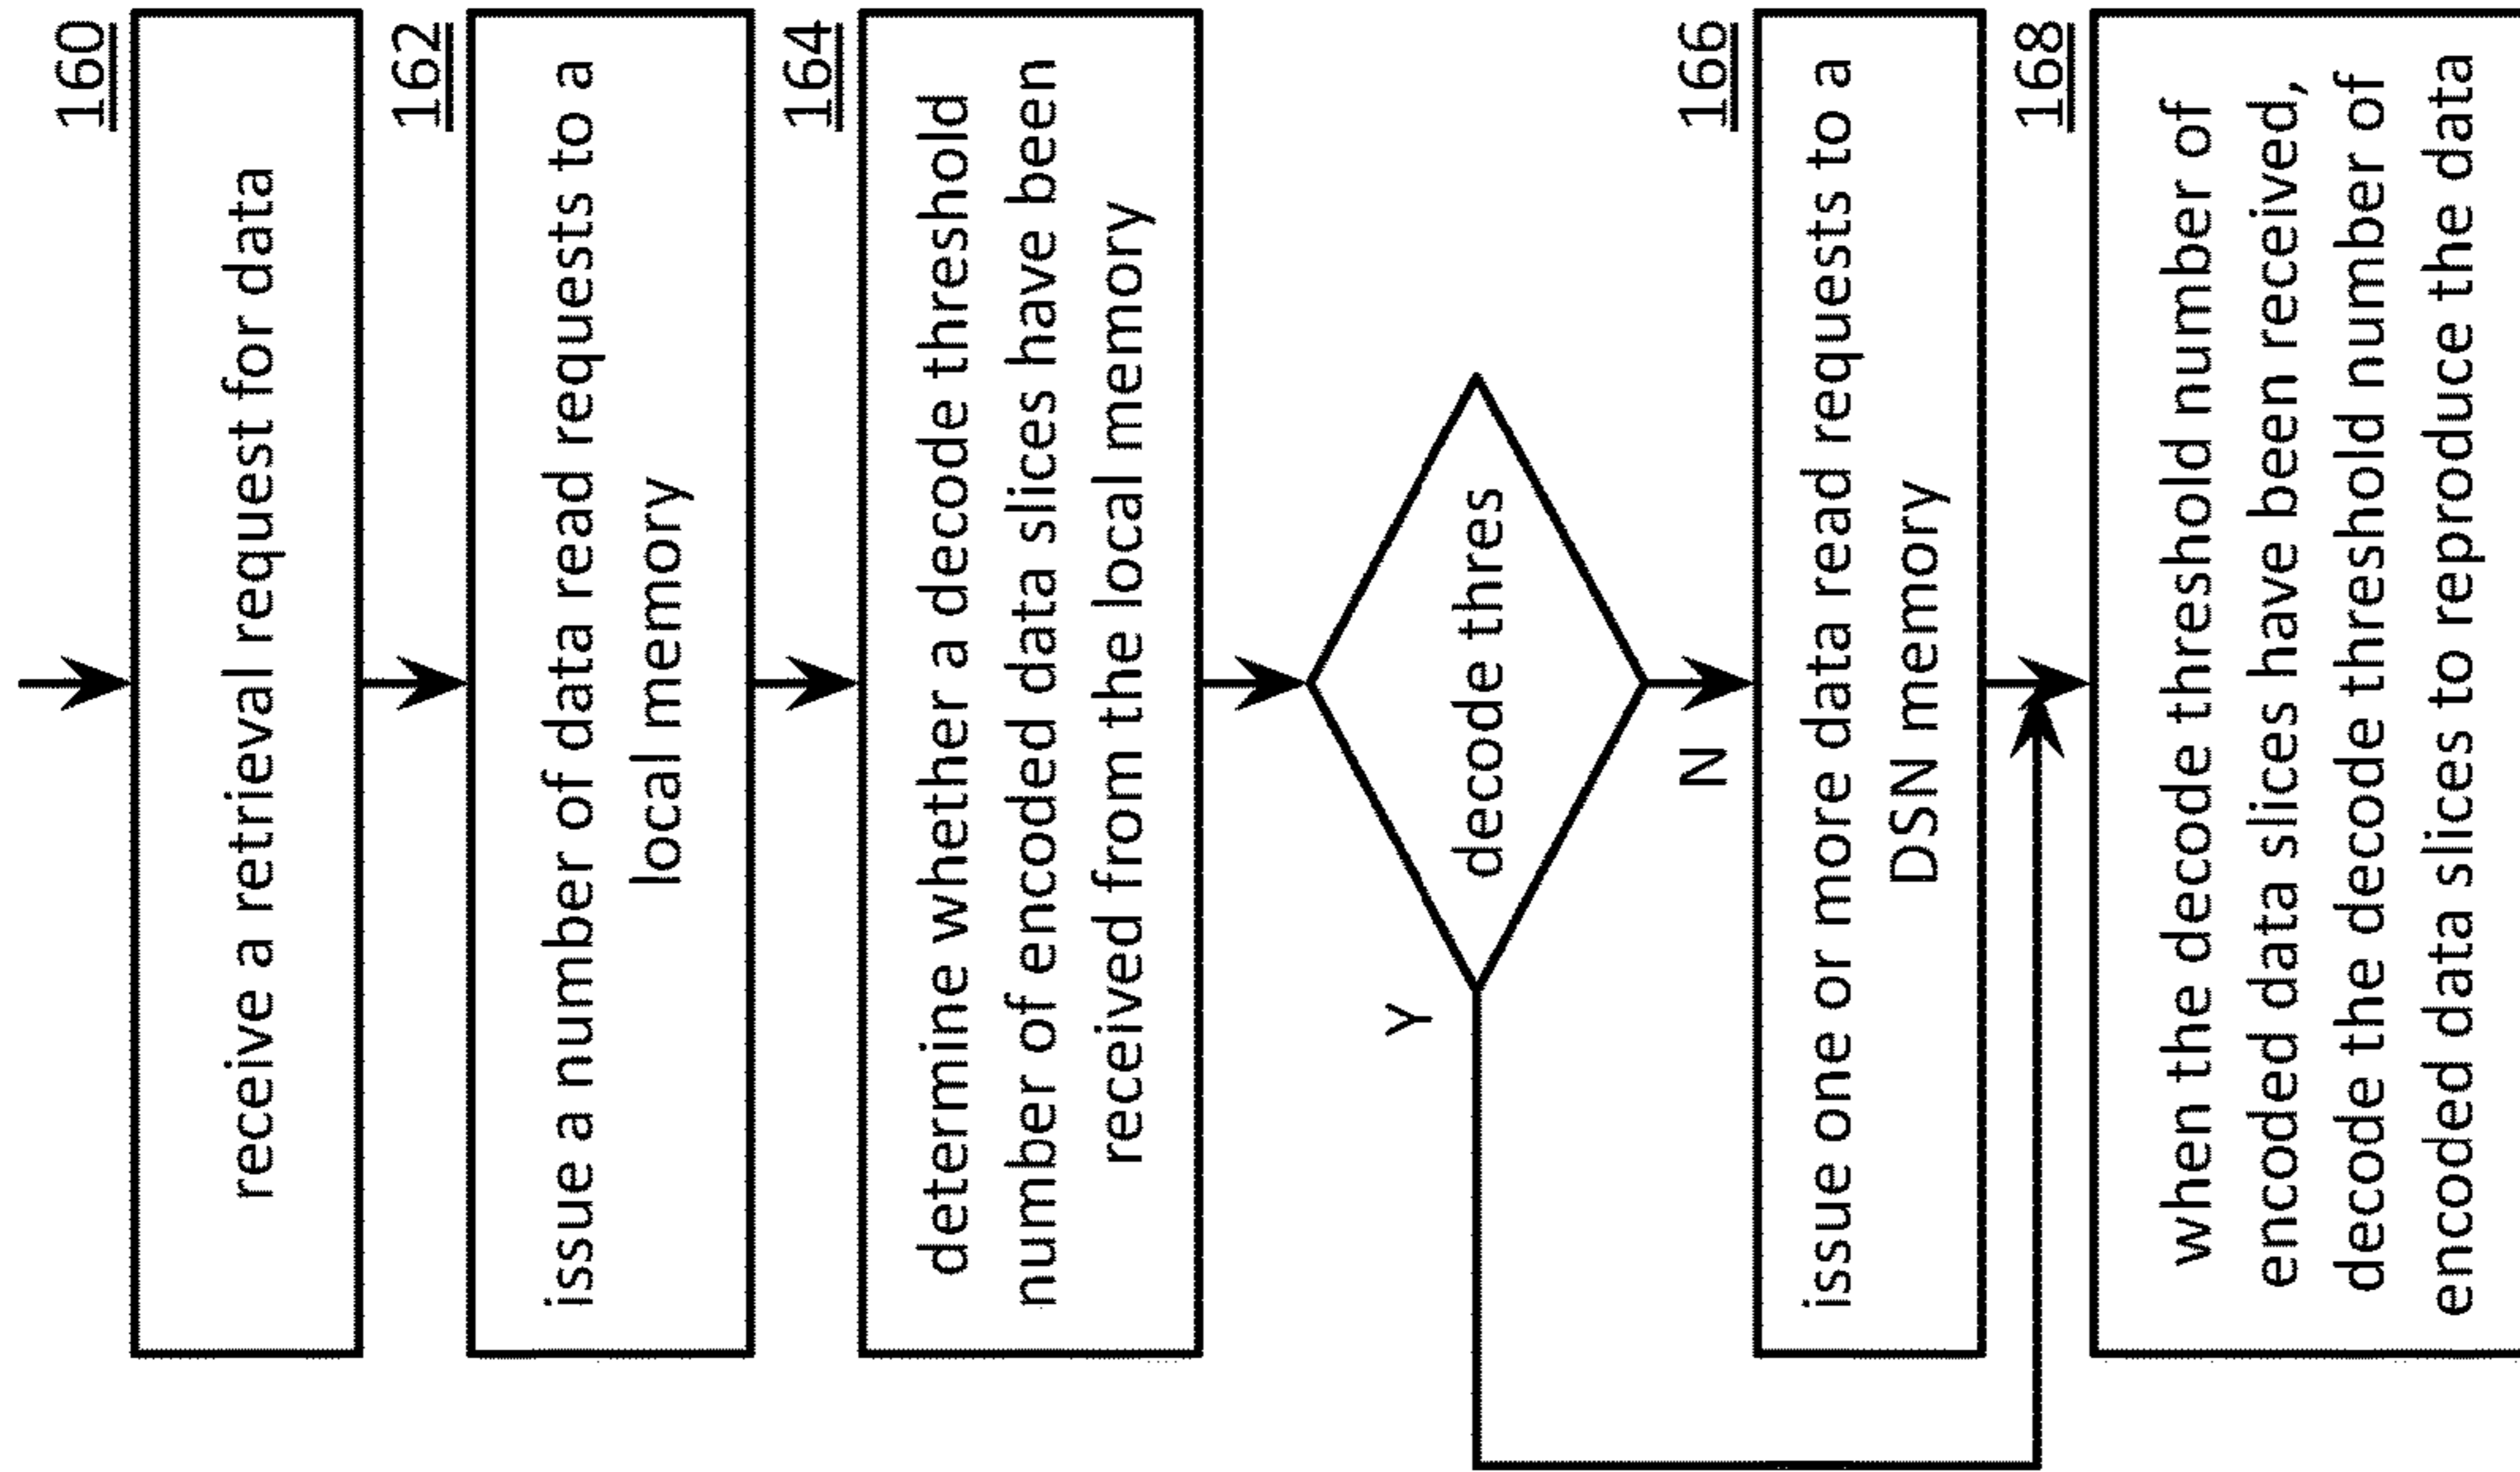 160
receive a retrieval request for data
162
issue a number of data read requests to a
local memory
164
determine whether a decode threshold
number of encoded data slices have been
received from the local memory
decode thres
Y
N
166
issue one or more data read requests to a
DSN memory
168
when the decode threshold number of
encoded data slices have been received,
decode the decode threshold number of
encoded data slices to reproduce the data